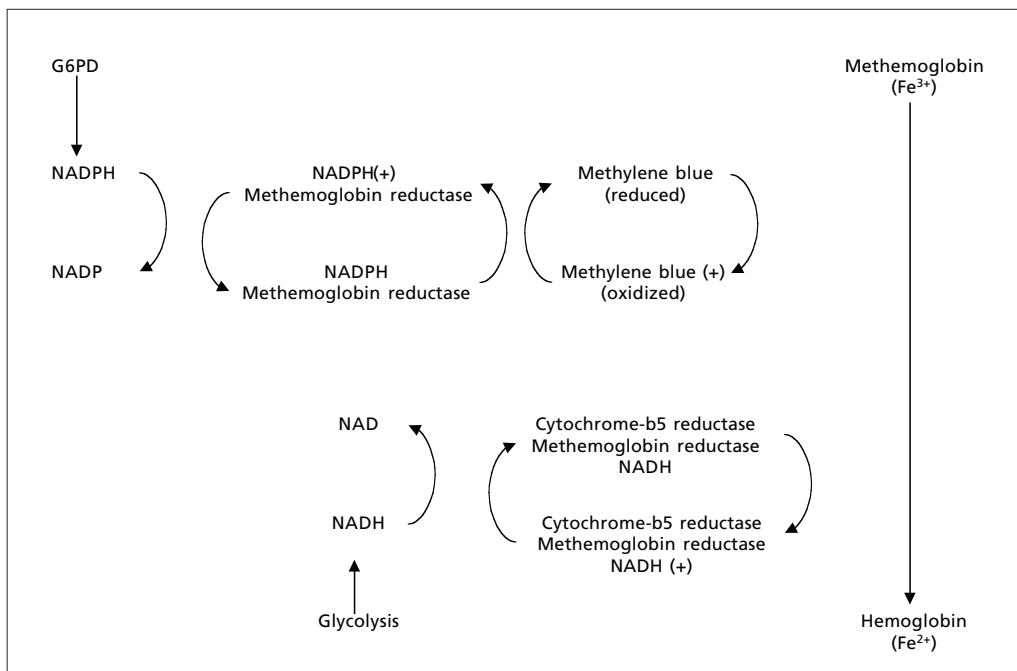 G6PD
Methemoglobin
(Fe³⁺)
NADPH
NADPH(+)
Methemoglobin reductase
Methylene blue
(reduced)
NADP
NADPH
Methemoglobin reductase
Methylene blue (+)
(oxidized)
NAD
Cytochrome-b5 reductase
Methemoglobin reductase
NADH
NADH
Cytochrome-b5 reductase
Methemoglobin reductase
NADH (+)
Glycolysis
Hemoglobin
(Fe²⁺)